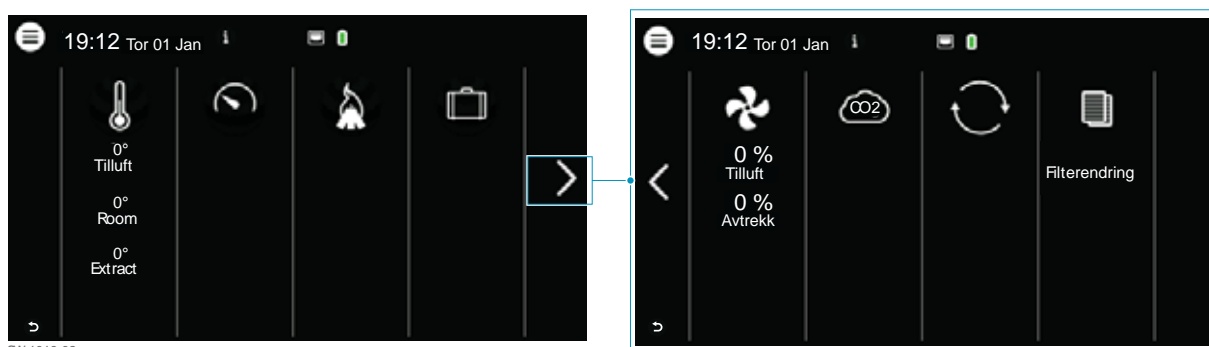 19:12 Tor 01 Jan
0°
Tilluft
0°
Room
0°
Extract
19:12 Tor 01 Jan
CO2
0 %
Tilluft
0 %
Avtrekk
Filterendring